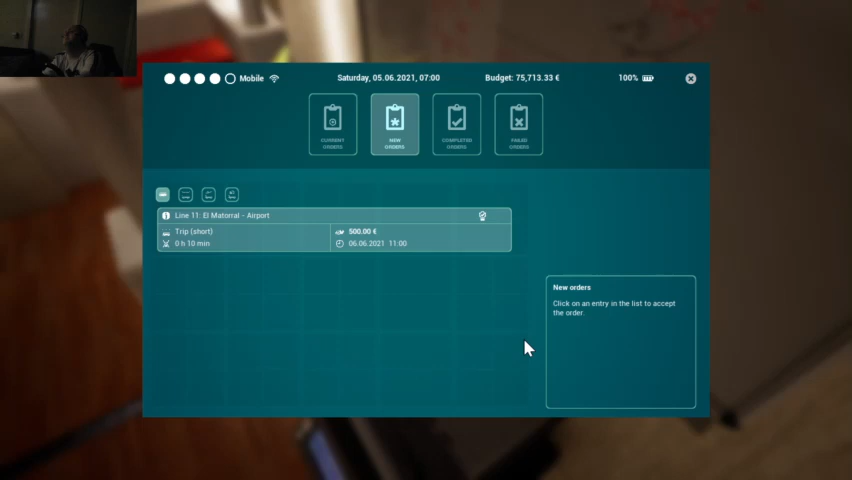 Mobile
Saturday, 05.06.2021, 07:00
Budget: 75,713.33 €
100%
CURRENT ORDERS
NEW ORDERS
COMPLETED ORDERS
FAILED ORDERS
Line 11: El Matorral - Airport
Trip (short)
500.00 €
0 h 10 min
06.06.2021 11:00
New orders
Click on an entry in the list to accept
the order.